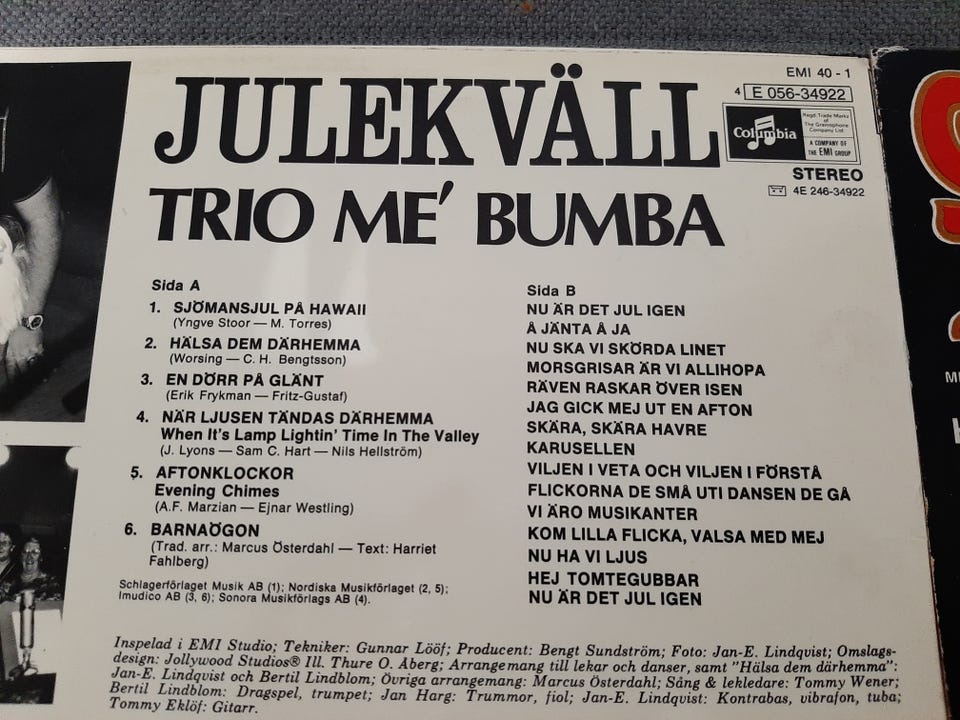 JULEKVÄLL
TRIO ME´ BUMBA
EMI 40 - 1
4 E 056-34922
Columbia
Regd. Trade Marks
of
The Gramophone
Company Ltd.
A COMPANY OF
THE EMI GROUP
STEREO
4E 246-34922
Sida A
1. SJÖMANSJUL PÅ HAWAII
(Yngve Stoor — M. Torres)
2. HÄLSA DEM DÄRHEMMA
(Worsing — C. H. Bengtsson)
3. EN DÖRR PÅ GLÄNT
(Erik Frykman — Fritz-Gustaf)
4. NÄR LJUSEN TÄNDAS DÄRHEMMA
When It's Lamp Lightin' Time In The Valley
(J. Lyons — Sam C. Hart — Nils Hellström)
5. AFTONKLOCKOR
Evening Chimes
(A.F. Marzian — Ejnar Westling)
6. BARNAÖGON
(Trad. arr.: Marcus Österdahl — Text: Harriet
Fahlberg)
Schlagerförlaget Musik AB (1); Nordiska Musikförlaget (2, 5);
Imudico AB (3, 6); Sonora Musikförlags AB (4).
Sida B
NU ÄR DET JUL IGEN
Å JÄNTA Å JA
NU SKA VI SKÖRDA LINET
MORSGRISAR ÄR VI ALLIHOPA
RÄVEN RASKAR ÖVER ISEN
JAG GICK MEJ UT EN AFTON
SKÄRA, SKÄRA HAVRE
KARUSELLEN
VILJEN I VETA OCH VILJEN I FÖRSTÅ
FLICKORNA DE SMÅ UTI DANSEN DE GÅ
VI ÄRO MUSIKANTER
KOM LILLA FLICKA, VALSA MED MEJ
NU HA VI LJUS
HEJ TOMTEGUBBAR
NU ÄR DET JUL IGEN
Inspelad i EMI Studio; Tekniker: Gunnar Lööf; Producent: Bengt Sundström; Foto: Jan-E. Lindqvist; Omslags-
design: Jollywood Studios® Ill. Thure O. Aberg; Arrangemang till lekar och danser, samt "Hälsa dem därhemma":
Jan-E. Lindqvist och Bertil Lindblom; Övriga arrangemang: Marcus Österdahl; Sång & lekledare: Tommy Wener;
Bertil Lindblom: Dragspel, trumpet; Jan Harg: Trummor, fiol; Jan-E. Lindqvist: Kontrabas, vibrafon, tuba;
Tommy Eklöf: Gitarr.